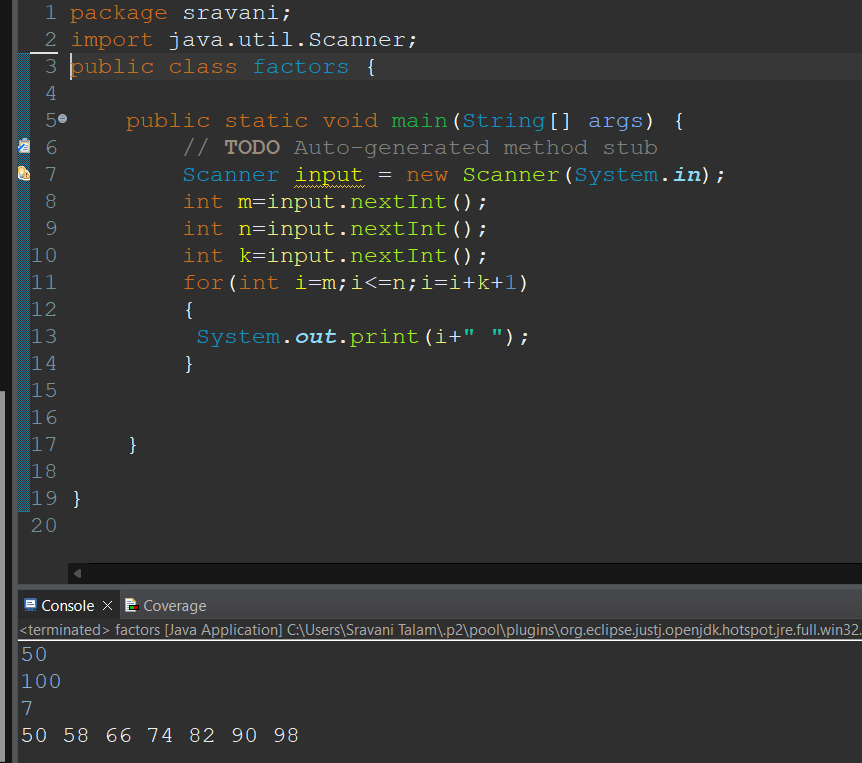 1 package sravani;
2 import java.util.Scanner;
3 public class factors {
4
5 public static void main(String[] args) {
6 // TODO Auto-generated method stub
7 Scanner input = new Scanner(System.in);
8 int m=input.nextInt();
9 int n=input.nextInt();
10 int k=input.nextInt();
11 for(int i=m;i<=n;i=i+k+1)
12 {
13 System.out.print(i+" ");
14 }
15
16
17 }
18
19 }
20
Console Coverage
<terminated> factors [Java Application] C:\Users\Sravani Talam\.p2\pool\plugins\org.eclipse.justj.openjdk.hotspot.jre.full.win32.
50
100
7
50 58 66 74 82 90 98